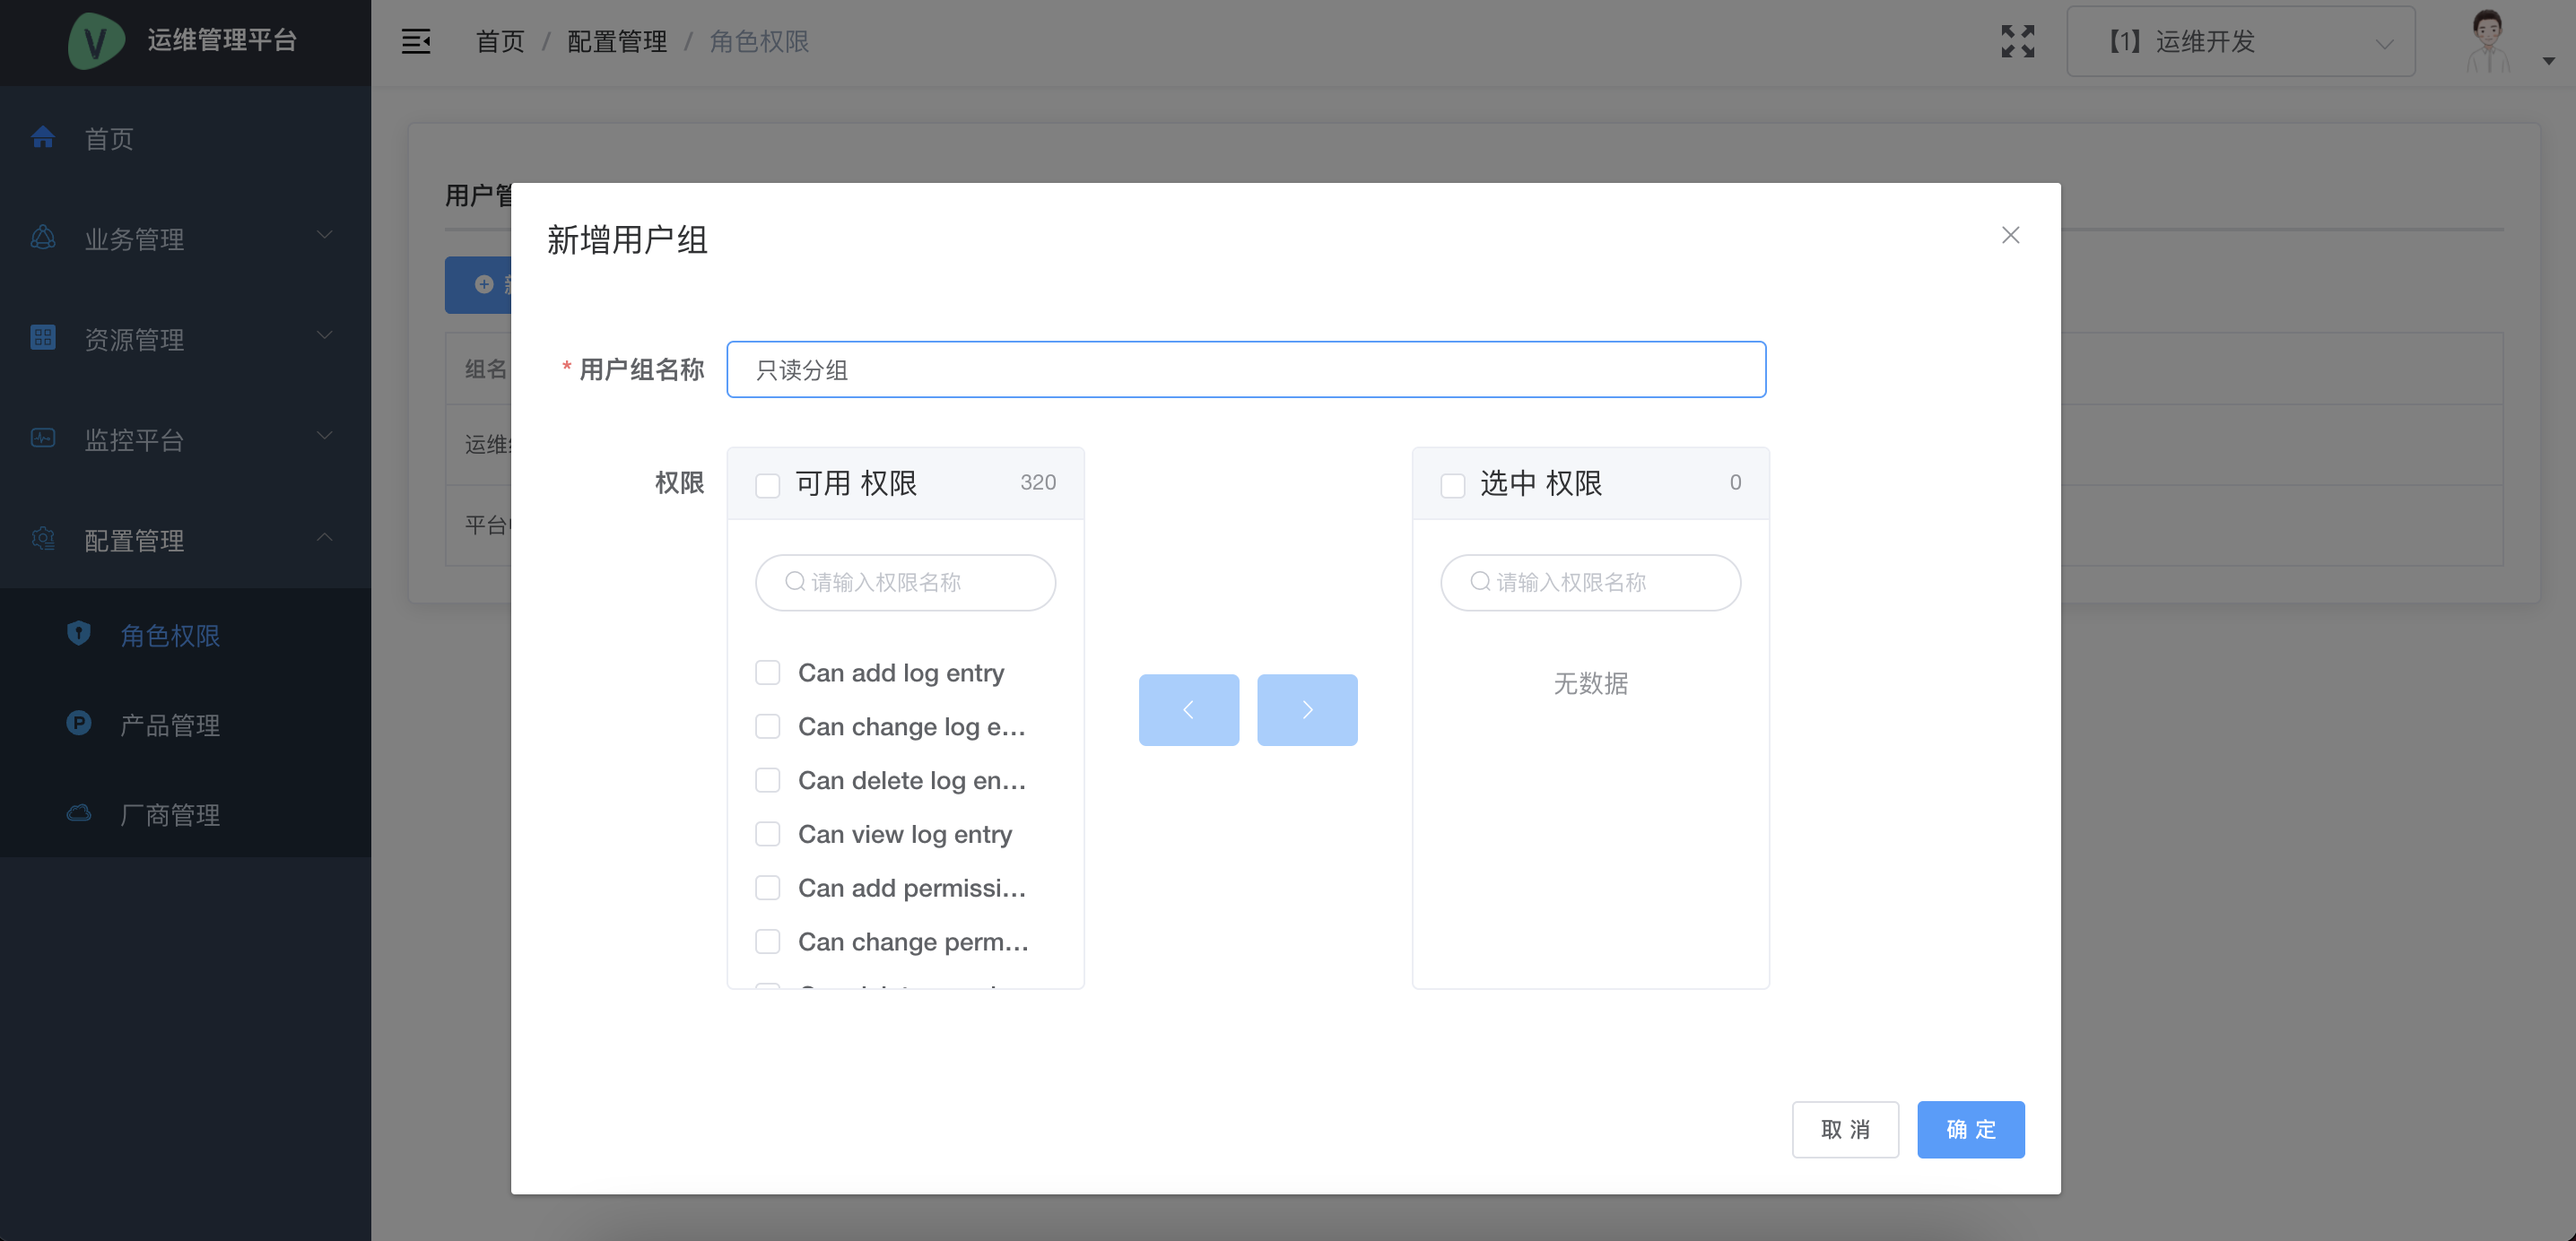 运维管理平台
首页 / 配置管理 / 角色权限
【1】运维开发
首页
业务管理
资源管理
监控平台
配置管理
角色权限
产品管理
厂商管理
用户管
组名
运维
平台
新增用户组
* 用户组名称
只读分组
权限
可用 权限 320
请输入权限名称
Can add log entry
Can change log e...
Can delete log en...
Can view log entry
Can add permissi...
Can change perm...
选中 权限 0
请输入权限名称
无数据
取 消
确 定